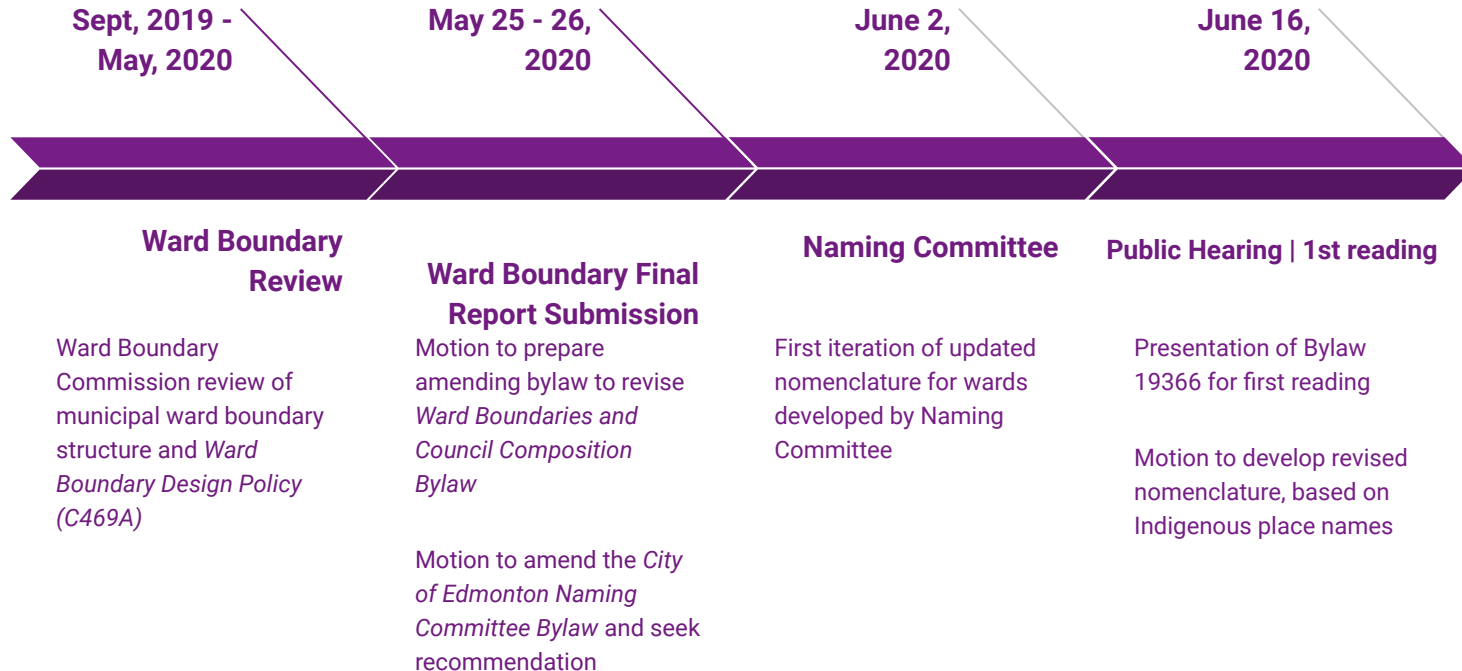 Sept, 2019 -
May, 2020
May 25 - 26,
2020
June 2,
2020
June 16,
2020
Ward Boundary
Review
Ward Boundary
Commission review of
municipal ward boundary
structure and Ward
Boundary Design Policy
(C469A)
Ward Boundary Final
Report Submission
Motion to prepare
amending bylaw to revise
Ward Boundaries and
Council Composition
Bylaw
Motion to amend the City
of Edmonton Naming
Committee Bylaw and seek
recommendation
Naming Committee
First iteration of updated
nomenclature for wards
developed by Naming
Committee
Public Hearing | 1st reading
Presentation of Bylaw
19366 for first reading
Motion to develop revised
nomenclature, based on
Indigenous place names